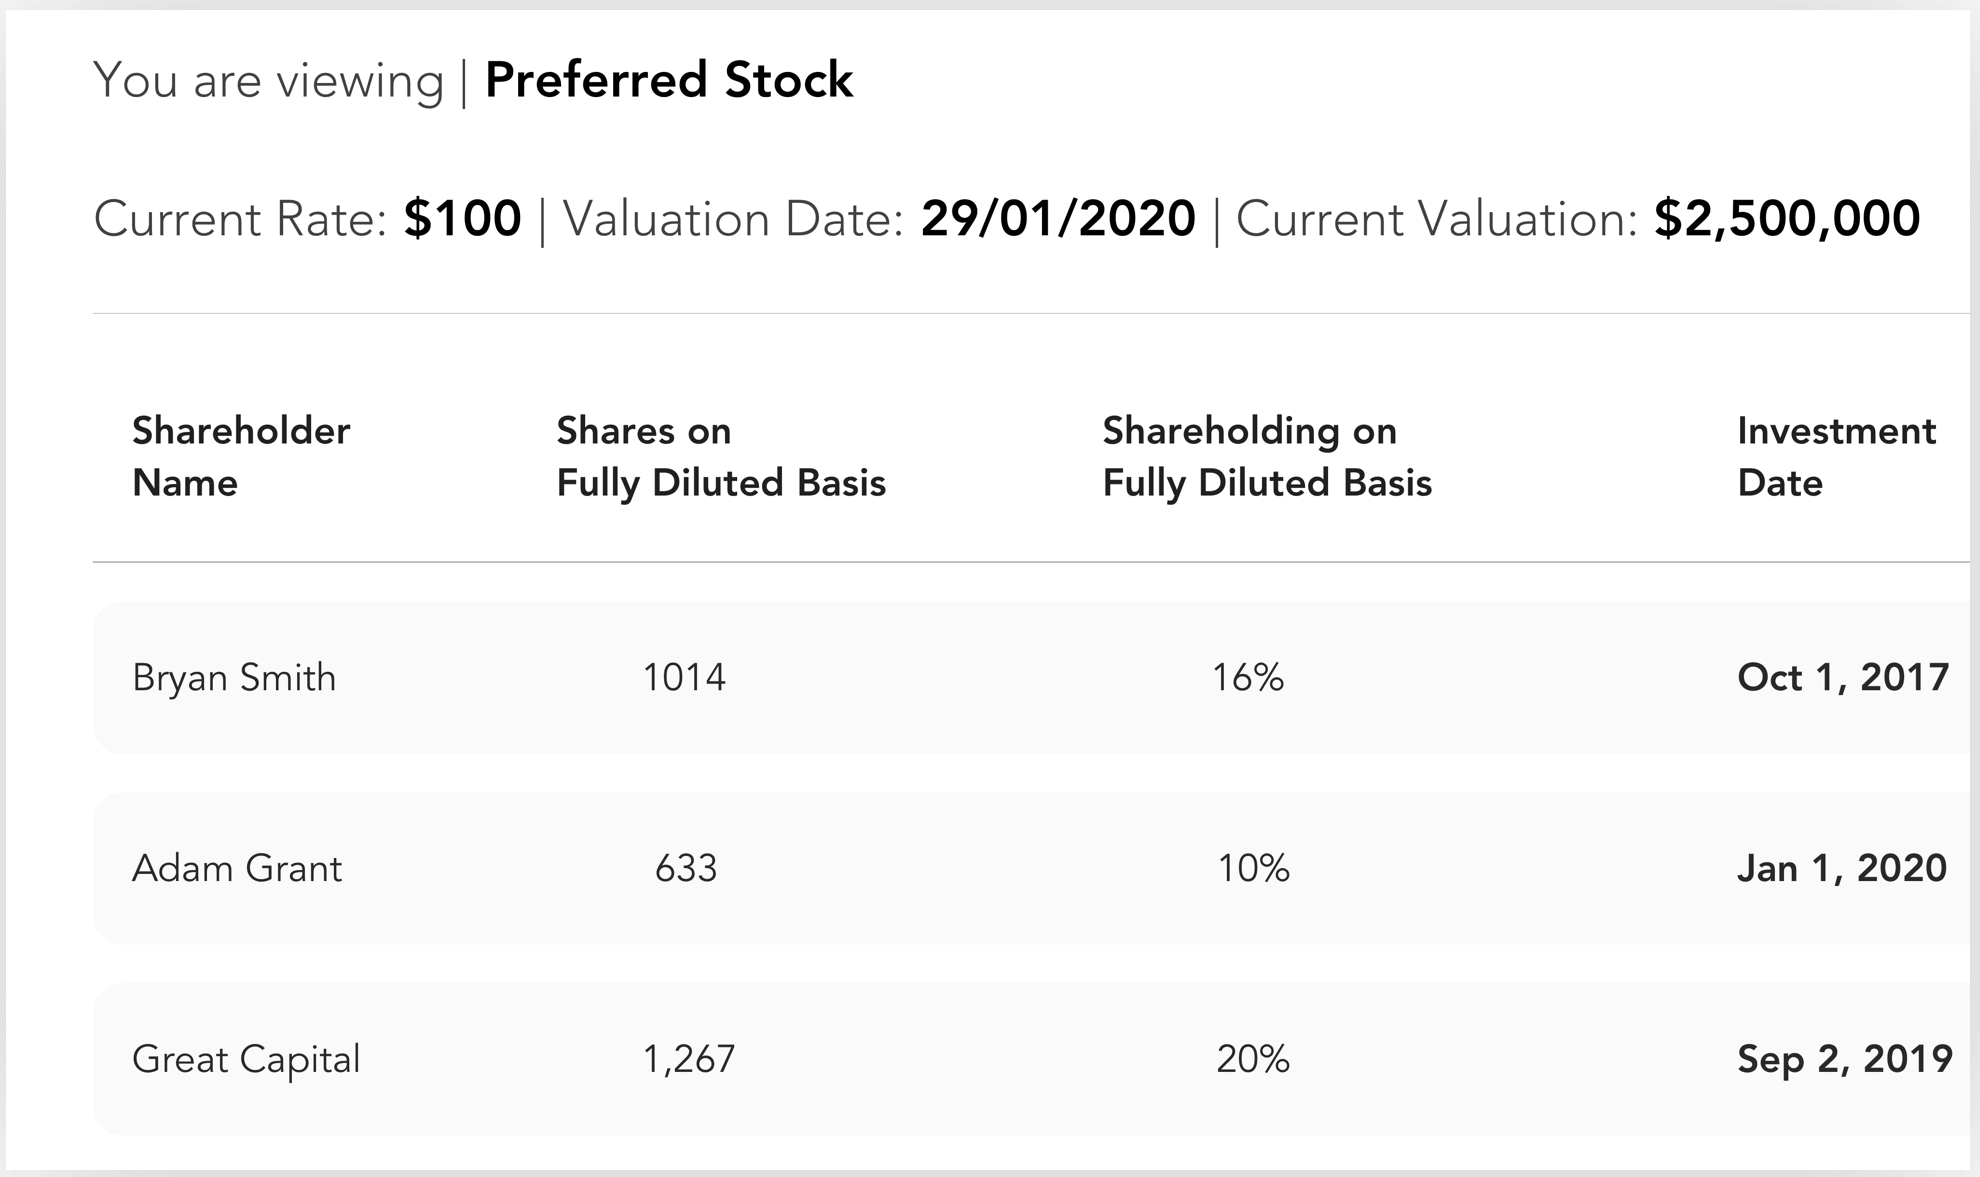 You are viewing | Preferred Stock
Current Rate: $100 | Valuation Date: 29/01/2020 | Current Valuation: $2,500,000
Shareholder Name Shares on Fully Diluted Basis Shareholding on Fully Diluted Basis Investment Date
Bryan Smith 1014 16% Oct 1, 2017
Adam Grant 633 10% Jan 1, 2020
Great Capital 1,267 20% Sep 2, 2019